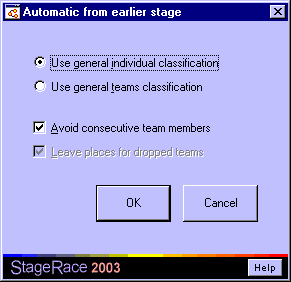 Automatic from earlier stage
Use general individual classification
Use general teams classification
Avoid consecutive team members
Leave places for dropped teams
OK
Cancel
StageRace 2003
Help